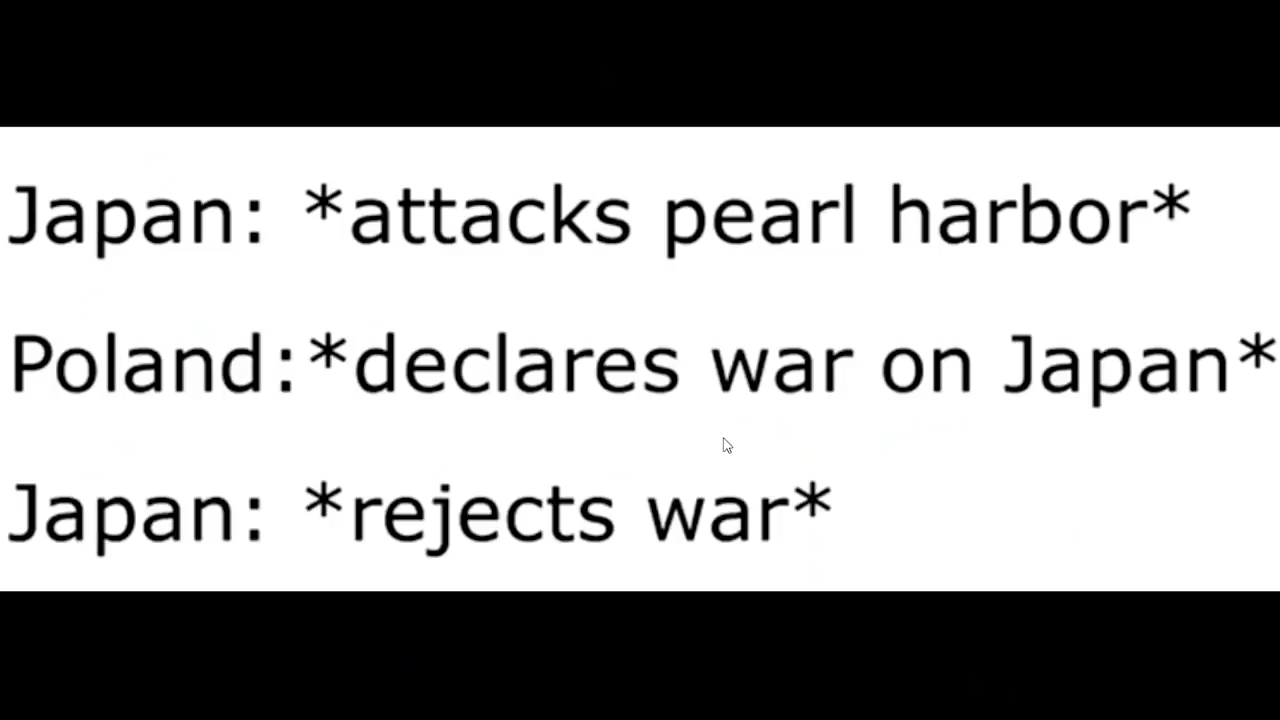 Japan: *attacks pearl harbor*
Poland:*declares war on Japan*
Japan: *rejects war*